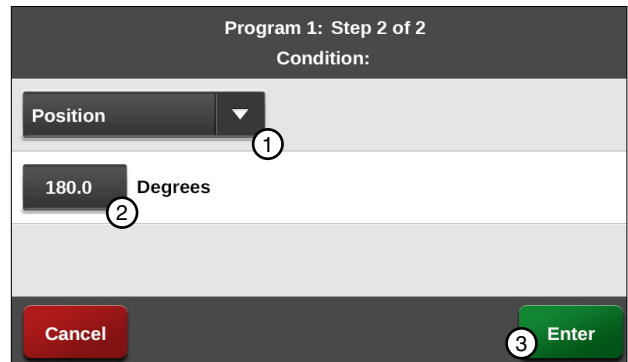 Program 1: Step 2 of 2
Condition:
Position
1
180.0 Degrees
2
Cancel
3 Enter